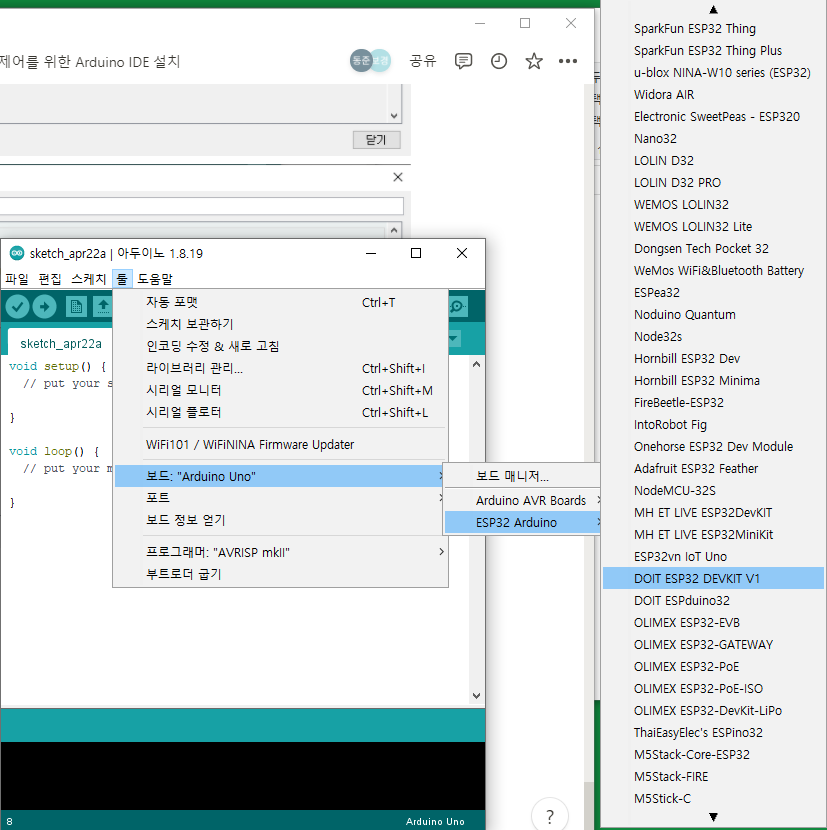 제어를 위한 Arduino IDE 설치
동준
보경
공유
닫기
sketch_apr22a | 아두이노 1.8.19
파일 편집 스케치 툴 도움말
sketch_apr22a
void setup() {
// put your s
}
void loop() {
// put your m
}
자동 포맷 Ctrl+T
스케치 보관하기
인코딩 수정 & 새로 고침
라이브러리 관리... Ctrl+Shift+I
시리얼 모니터 Ctrl+Shift+M
시리얼 플로터 Ctrl+Shift+L
WiFi101 / WiFiNINA Firmware Updater
보드: "Arduino Uno"
포트
보드 정보 얻기
프로그래머: "AVRISP mkII"
부트로더 굽기
보드 매니저...
Arduino AVR Boards
ESP32 Arduino
SparkFun ESP32 Thing
SparkFun ESP32 Thing Plus
u-blox NINA-W10 series (ESP32)
Widora AIR
Electronic SweetPeas - ESP320
Nano32
LOLIN D32
LOLIN D32 PRO
WEMOS LOLIN32
WEMOS LOLIN32 Lite
Dongsen Tech Pocket 32
WeMos WiFi&Bluetooth Battery
ESPea32
Noduino Quantum
Node32s
Hornbill ESP32 Dev
Hornbill ESP32 Minima
FireBeetle-ESP32
IntoRobot Fig
Onehorse ESP32 Dev Module
Adafruit ESP32 Feather
NodeMCU-32S
MH ET LIVE ESP32DevKIT
MH ET LIVE ESP32MiniKit
ESP32vn IoT Uno
DOIT ESP32 DEVKIT V1
DOIT ESPduino32
OLIMEX ESP32-EVB
OLIMEX ESP32-GATEWAY
OLIMEX ESP32-PoE
OLIMEX ESP32-PoE-ISO
OLIMEX ESP32-DevKit-LiPo
ThaiEasyElec's ESPino32
M5Stack-Core-ESP32
M5Stack-FIRE
M5Stick-C
8
Arduino Uno
?